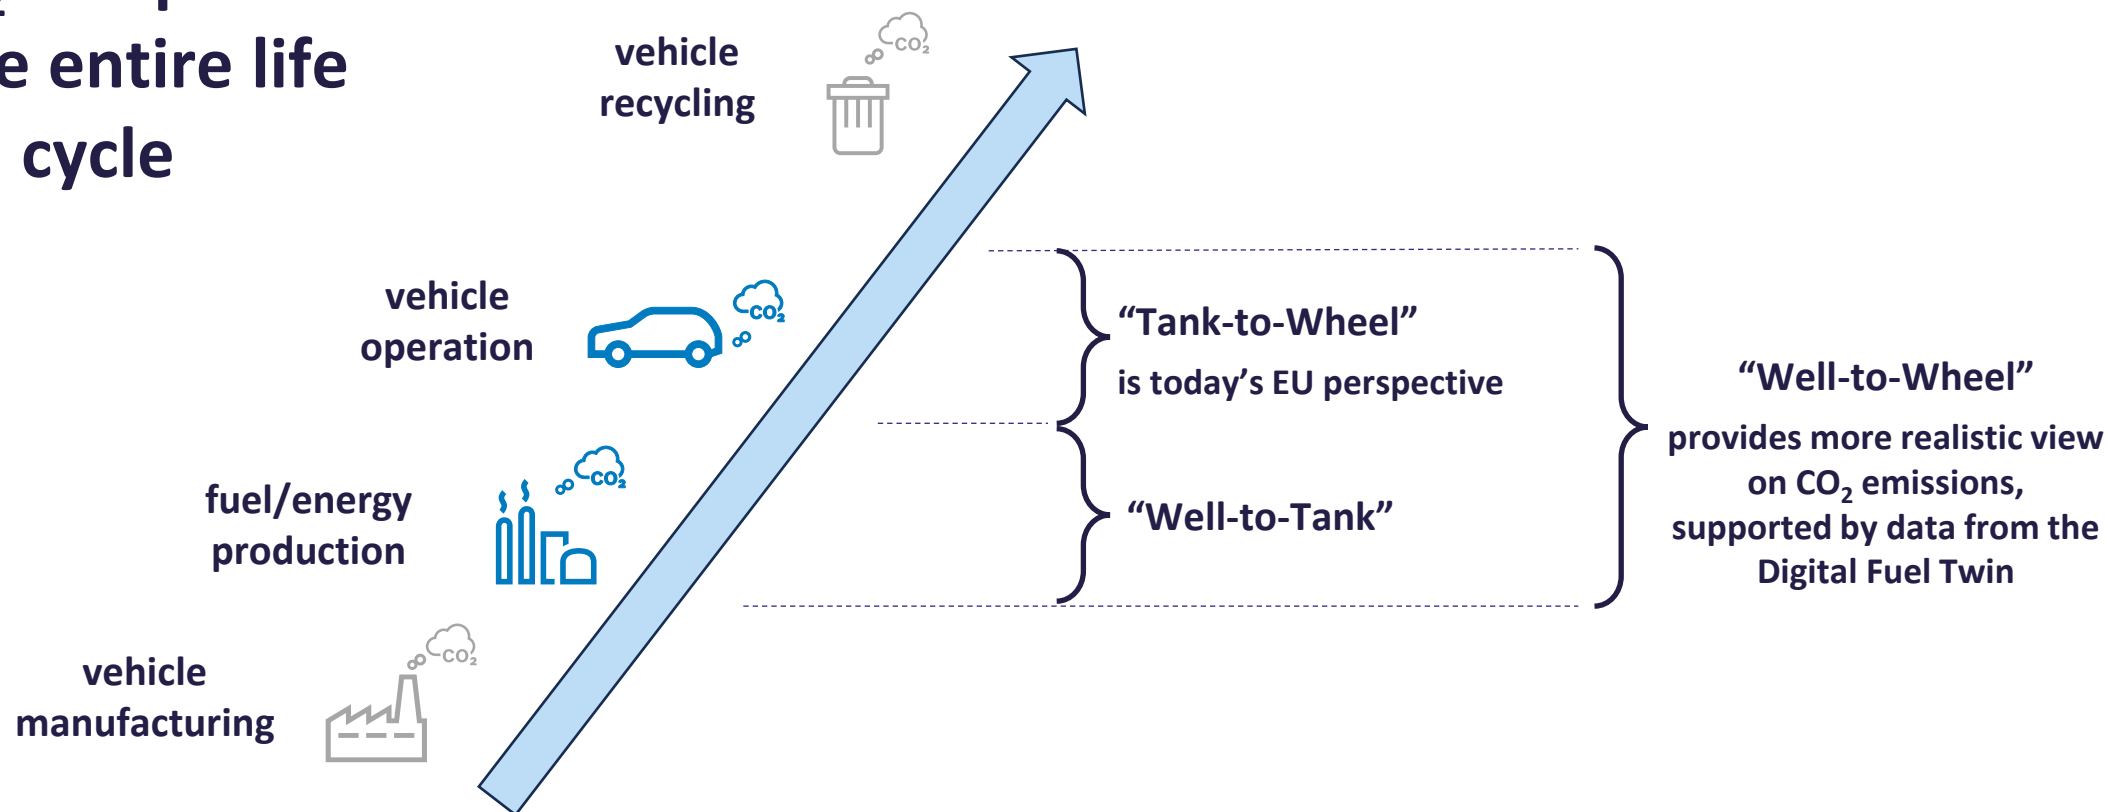 e entire life
cycle
vehicle
recycling
CO₂
vehicle
operation
CO₂
“Tank-to-Wheel”
is today’s EU perspective
“Well-to-Wheel”
provides more realistic view
on CO₂ emissions,
supported by data from the
Digital Fuel Twin
fuel/energy
production
CO₂
“Well-to-Tank”
vehicle
manufacturing
CO₂